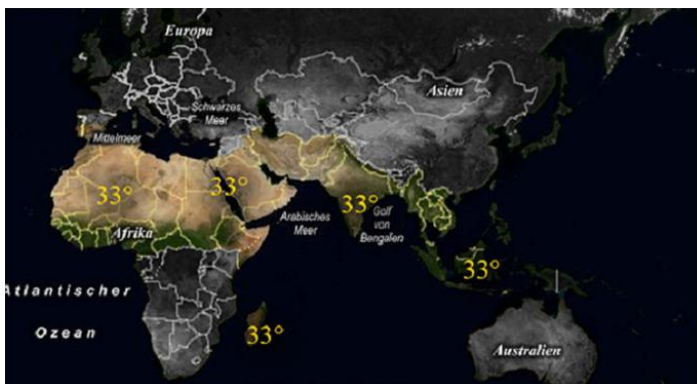 Europa
Asien
Schwarzes
Meer
Mittelmeer
33°
33°
33°
Arabisches
Meer
Golf
von
Bengalen
Afrika
33°
Atlantischer
Ozean
33°
Australien